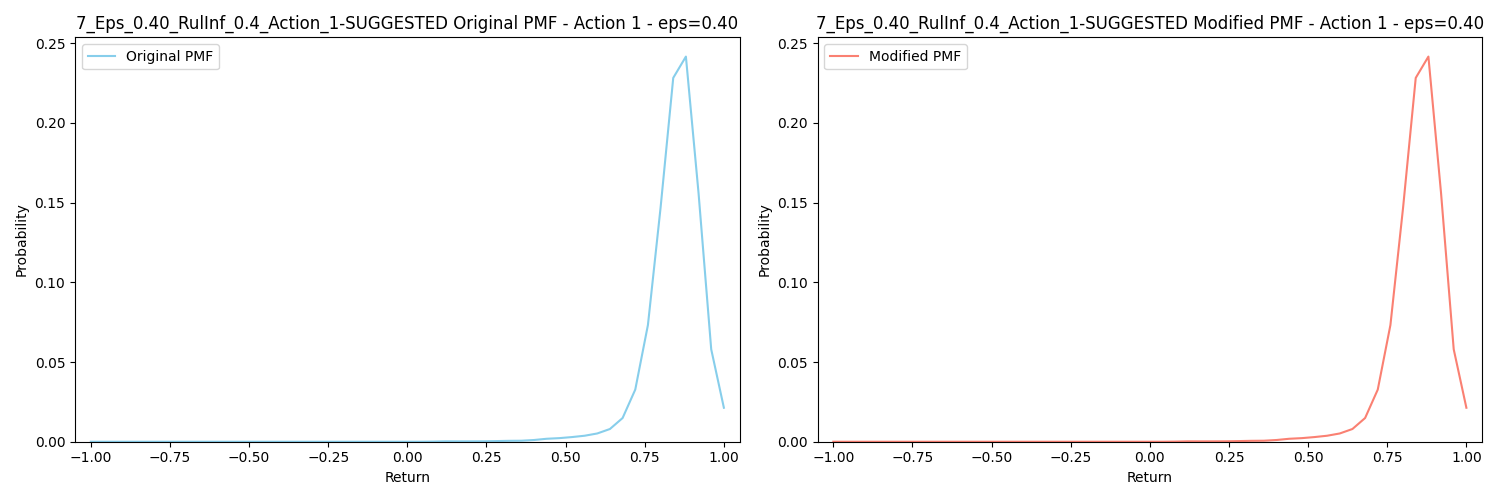 7_Eps_0.40_RulInf_0.4_Action_1-SUGGESTED Original PMF - Action 1 - eps=0.40
Original PMF
0.25
0.20
0.15
0.10
0.05
0.00
Probability
−1.00 −0.75 −0.50 −0.25 0.00 0.25 0.50 0.75 1.00
Return
7_Eps_0.40_RulInf_0.4_Action_1-SUGGESTED Modified PMF - Action 1 - eps=0.40
Modified PMF
0.25
0.20
0.15
0.10
0.05
0.00
Probability
−1.00 −0.75 −0.50 −0.25 0.00 0.25 0.50 0.75 1.00
Return